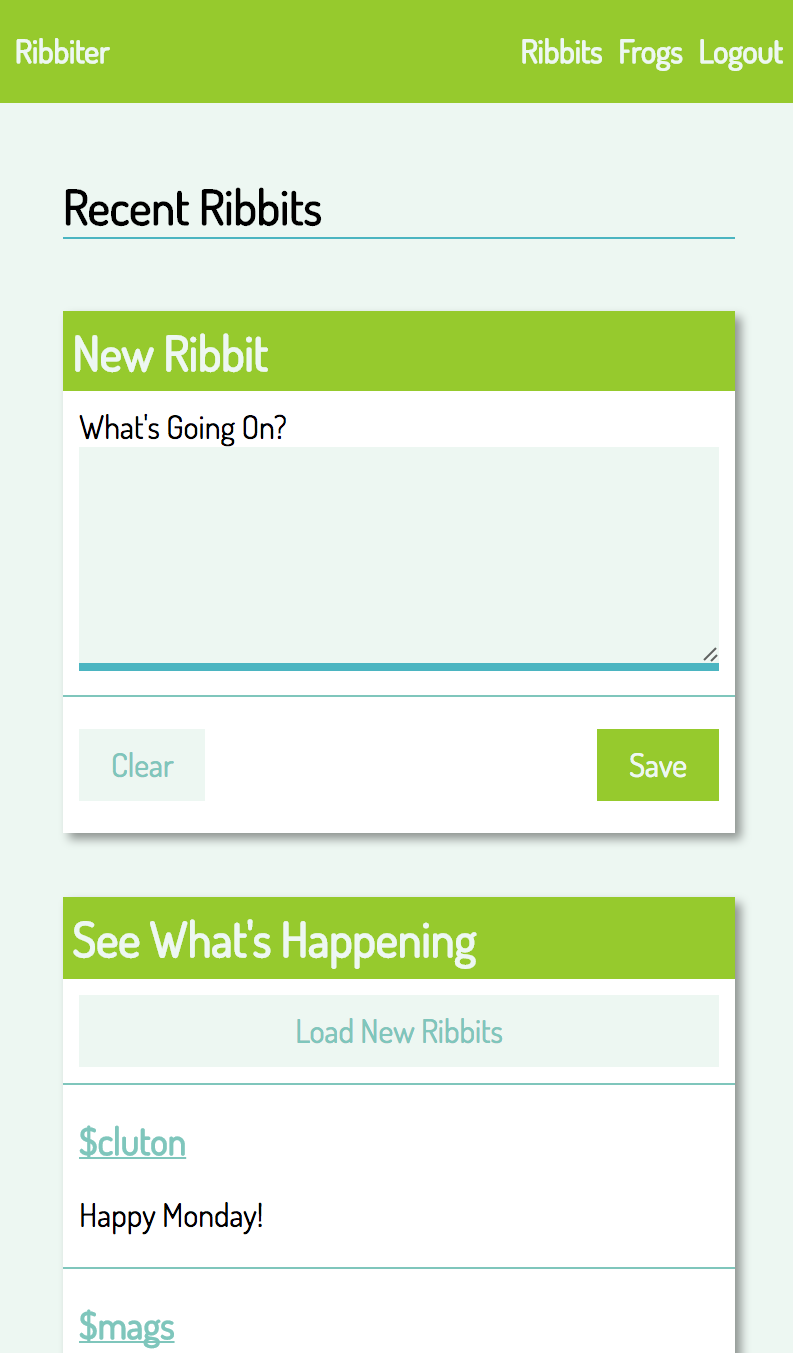 Ribbiter Ribbits Frogs Logout
Recent Ribbits
New Ribbit
What's Going On?
Clear Save
See What's Happening
Load New Ribbits
$cluton
Happy Monday!
$mags